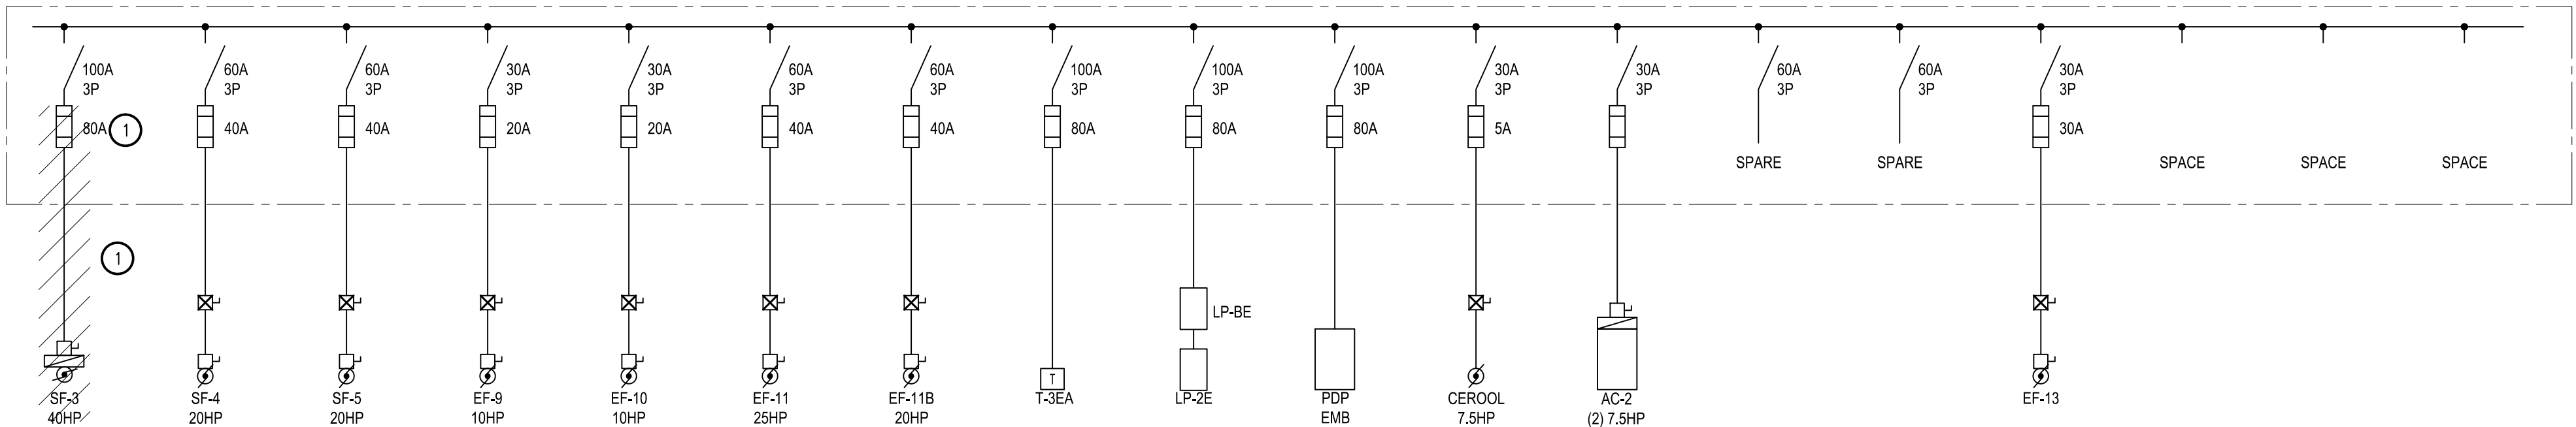 100A 60A 60A 30A 30A 60A 60A 100A 100A 100A 30A 30A 60A 60A 30A
3P 3P 3P 3P 3P 3P 3P 3P 3P 3P 3P 3P 3P 3P 3P
80A 1 40A 40A 20A 20A 40A 40A 80A 80A 80A 5A 30A
SPARE SPARE SPACE SPACE SPACE
1
LP-BE
T
SF-3 SF-4 SF-5 EF-9 EF-10 EF-11 EF-11B T-3EA LP-2E PDP CEROOL AC-2 EF-13
40HP 20HP 20HP 10HP 10HP 25HP 20HP EMB 7.5HP (2) 7.5HP